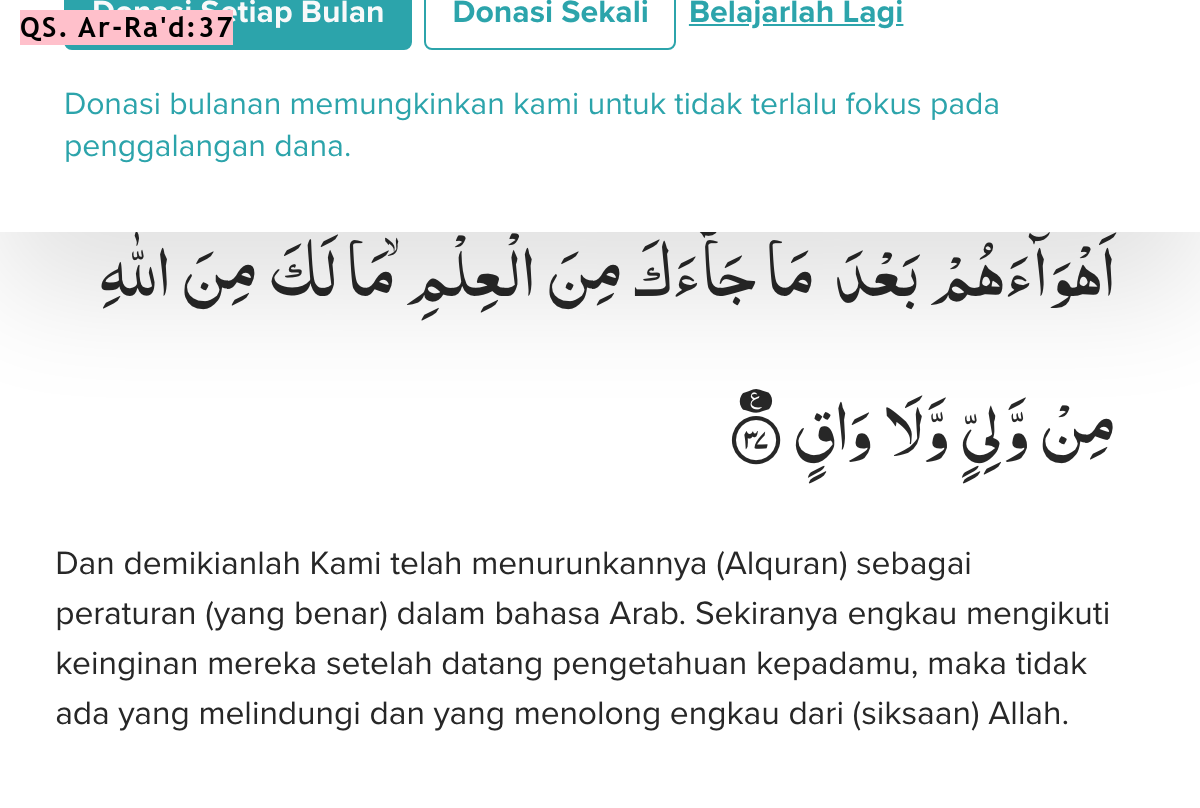 QS. Ar-Ra'd:37
Donasi Setiap Bulan Donasi Sekali Belajarlah Lagi
Donasi bulanan memungkinkan kami untuk tidak terlalu fokus pada
penggalangan dana.
اَهْوَاۤءَهُمْ بَعْدَ مَا جَاۤءَكَ مِنَ الْعِلْمِۙ مَا لَكَ مِنَ اللّٰهِ
مِنْ وَّلِيٍّ وَّلَا وَاقٍ ࣖ ٣٧
Dan demikianlah Kami telah menurunkannya (Alquran) sebagai
peraturan (yang benar) dalam bahasa Arab. Sekiranya engkau mengikuti
keinginan mereka setelah datang pengetahuan kepadamu, maka tidak
ada yang melindungi dan yang menolong engkau dari (siksaan) Allah.